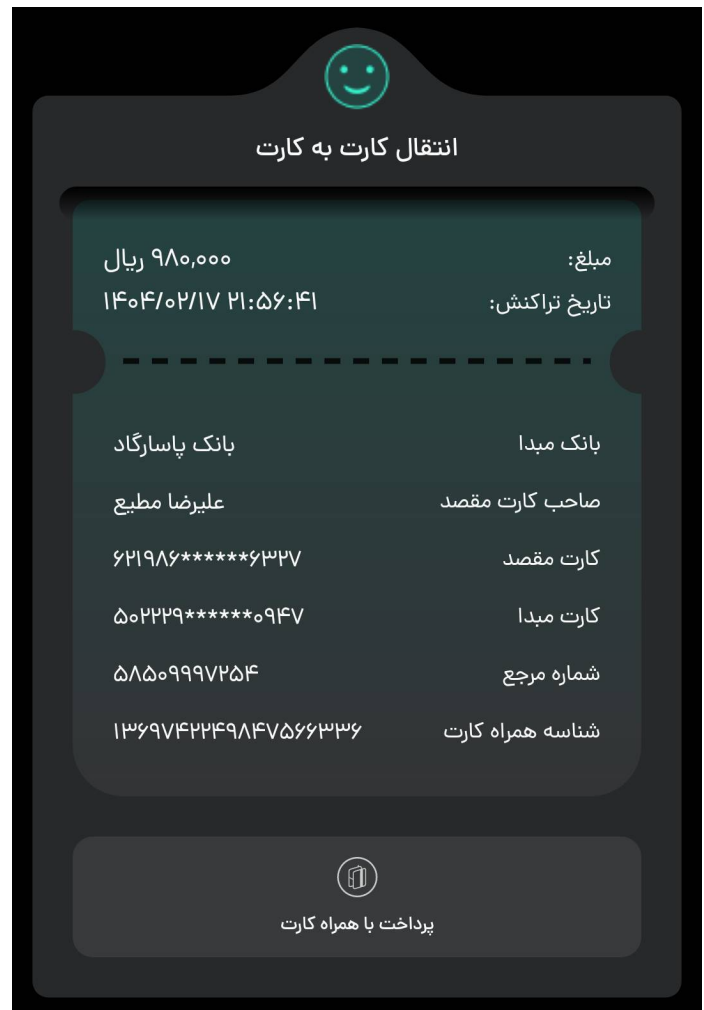 انتقال کارت به کارت
مبلغ: ۹۸۰,۰۰۰ ریال
تاریخ تراکنش: ۱۴۰۴/۰۲/۱۷ ۲۱:۵۶:۴۱
بانک مبدا بانک پاسارگاد
صاحب کارت مقصد علیرضا مطیع
کارت مقصد ۶۲۱۹۸۶******۶۳۲۷
کارت مبدا ۵۰۲۲۲۹******۰۹۴۷
شماره مرجع ۵۸۵۰۹۹۹۷۲۵۴
شناسه همراه کارت ۱۳۶۹۷۴۲۲۴۹۸۴۷۵۶۶۳۳۶
پرداخت با همراه کارت